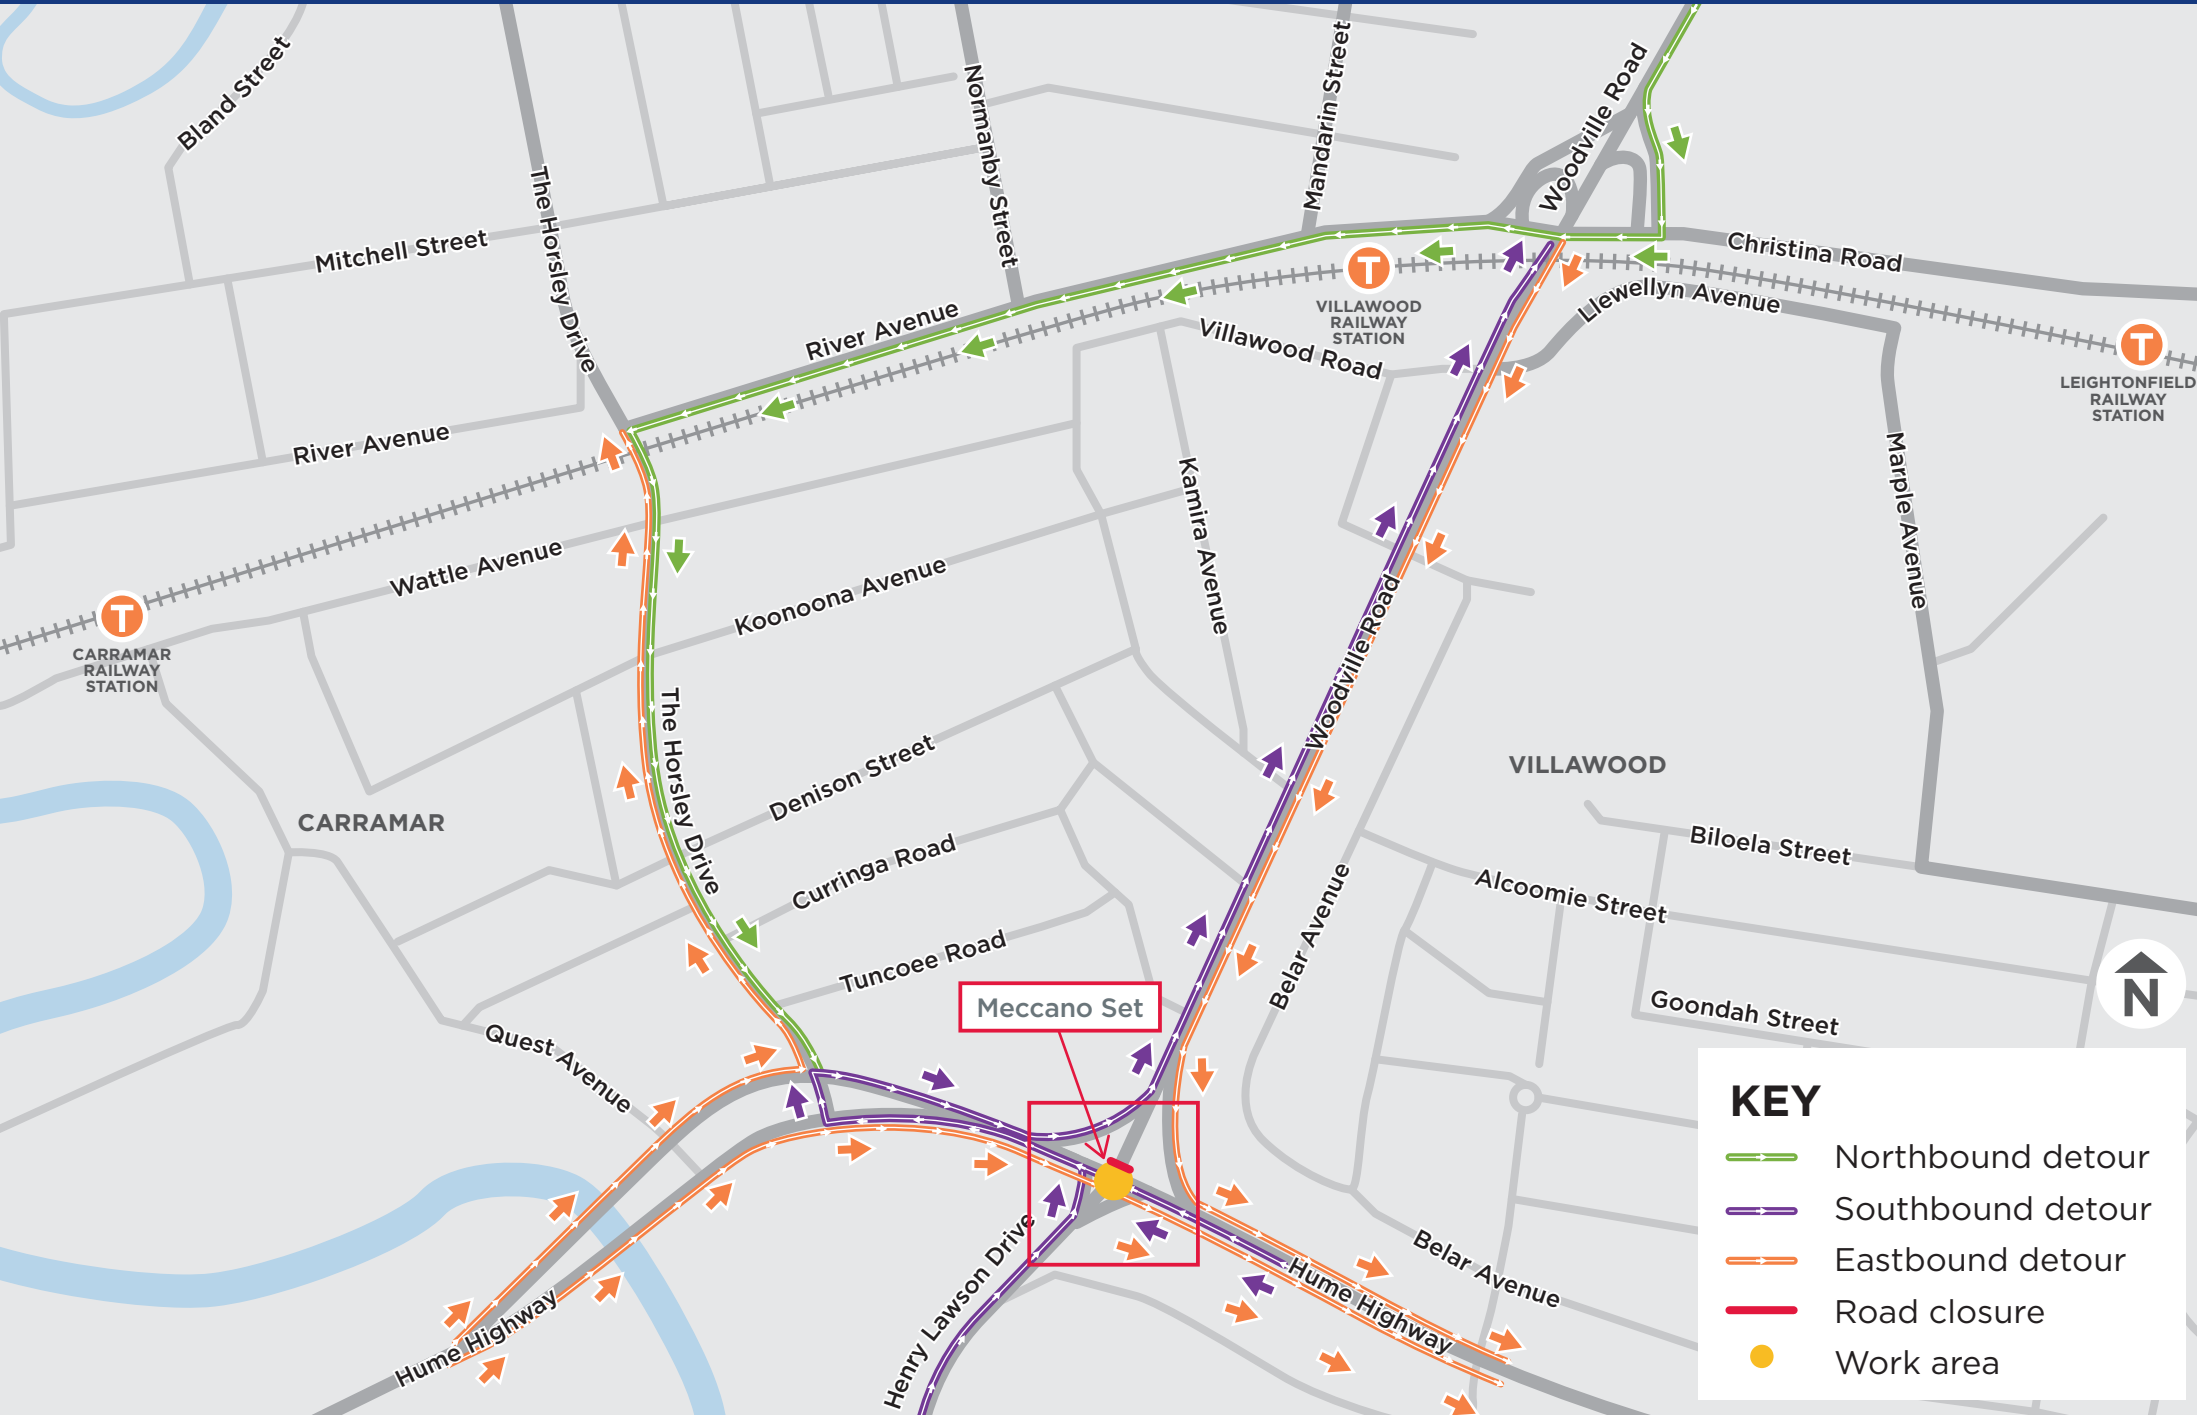 Bland Street
The Horsley Drive
Normanby Street
Mandarin Street
Woodville Road
Mitchell Street
Christina Road
Llewellyn Avenue
T
VILLAWOOD
RAILWAY
STATION
River Avenue
Villawood Road
T
LEIGHTONFIELD
RAILWAY
STATION
River Avenue
Wattle Avenue
Koonoona Avenue
Kamira Avenue
Marple Avenue
T
CARRAMAR
RAILWAY
STATION
Woodville Road
The Horsley Drive
Denison Street
VILLAWOOD
CARRAMAR
Curringa Road
Biloela Street
Alcoomie Street
Belar Avenue
Tuncoee Road
Goondah Street
N
Meccano Set
Quest Avenue
Henry Lawson Drive
Hume Highway
Hume Highway
Belar Avenue
KEY
Northbound detour
Southbound detour
Eastbound detour
Road closure
Work area